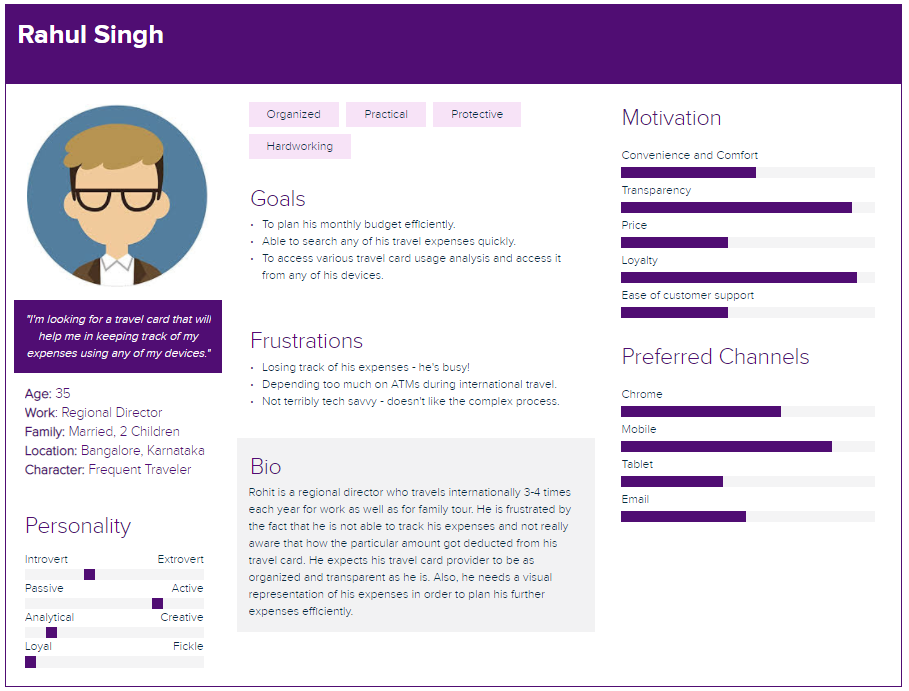 Rahul Singh
"I'm looking for a travel card that will
help me in keeping track of my
expenses using any of my devices."
Age: 35
Work: Regional Director
Family: Married, 2 Children
Location: Bangalore, Karnataka
Character: Frequent Traveler
Personality
Introvert Extrovert
Passive Active
Analytical Creative
Loyal Fickle
Organized Practical Protective
Hardworking
Goals
• To plan his monthly budget efficiently.
• Able to search any of his travel expenses quickly.
• To access various travel card usage analysis and access it
from any of his devices.
Frustrations
• Losing track of his expenses - he's busy!
• Depending too much on ATMs during international travel.
• Not terribly tech savvy - doesn't like the complex process.
Bio
Rohit is a regional director who travels internationally 3-4 times
each year for work as well as for family tour. He is frustrated by
the fact that he is not able to track his expenses and not really
aware that how the particular amount got deducted from his
travel card. He expects his travel card provider to be as
organized and transparent as he is. Also, he needs a visual
representation of his expenses in order to plan his further
expenses efficiently.
Motivation
Convenience and Comfort
Transparency
Price
Loyalty
Ease of customer support
Preferred Channels
Chrome
Mobile
Tablet
Email